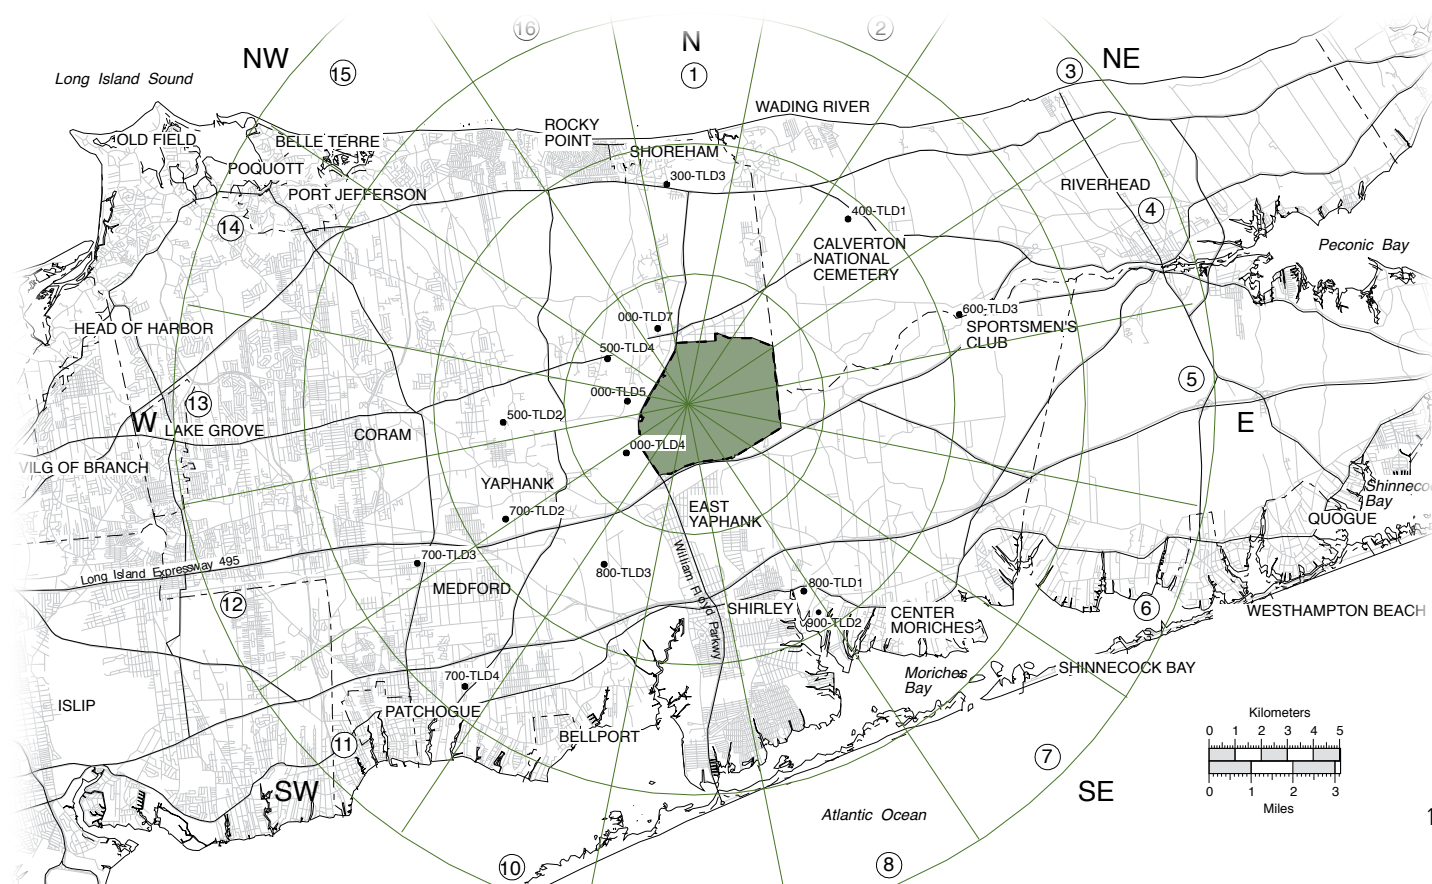 16
N
2
NW
15
1
3
NE
Long Island Sound
WADING RIVER
OLD FIELD
BELLE TERRE
ROCKY
POINT
SHOREHAM
POQUOTT
PORT JEFFERSON
300-TLD3
RIVERHEAD
14
400-TLD1
4
CALVERTON
NATIONAL
CEMETERY
Peconic Bay
HEAD OF HARBOR
000-TLD7
600-TLD3
SPORTSMEN'S
CLUB
500-TLD4
5
13
000-TLD5
W
LAKE GROVE
500-TLD2
CORAM
E
000-TLD4
VILG OF BRANCH
YAPHANK
Shinneco
Bay
700-TLD2
EAST
YAPHANK
QUOGUE
Long Island Expressway 495
700-TLD3
MEDFORD
800-TLD3
William Floyd Parkwy
800-TLD1
12
SHIRLEY
900-TLD2
CENTER
MORICHES
6
WESTHAMPTON BEACH
Moriches
Bay
SHINNECOCK BAY
700-TLD4
ISLIP
PATCHOGUE
BELLPORT
11
Kilometers
0 1 2 3 4 5
0 1 2 3
Miles
7
SW
SE
Atlantic Ocean
10
8